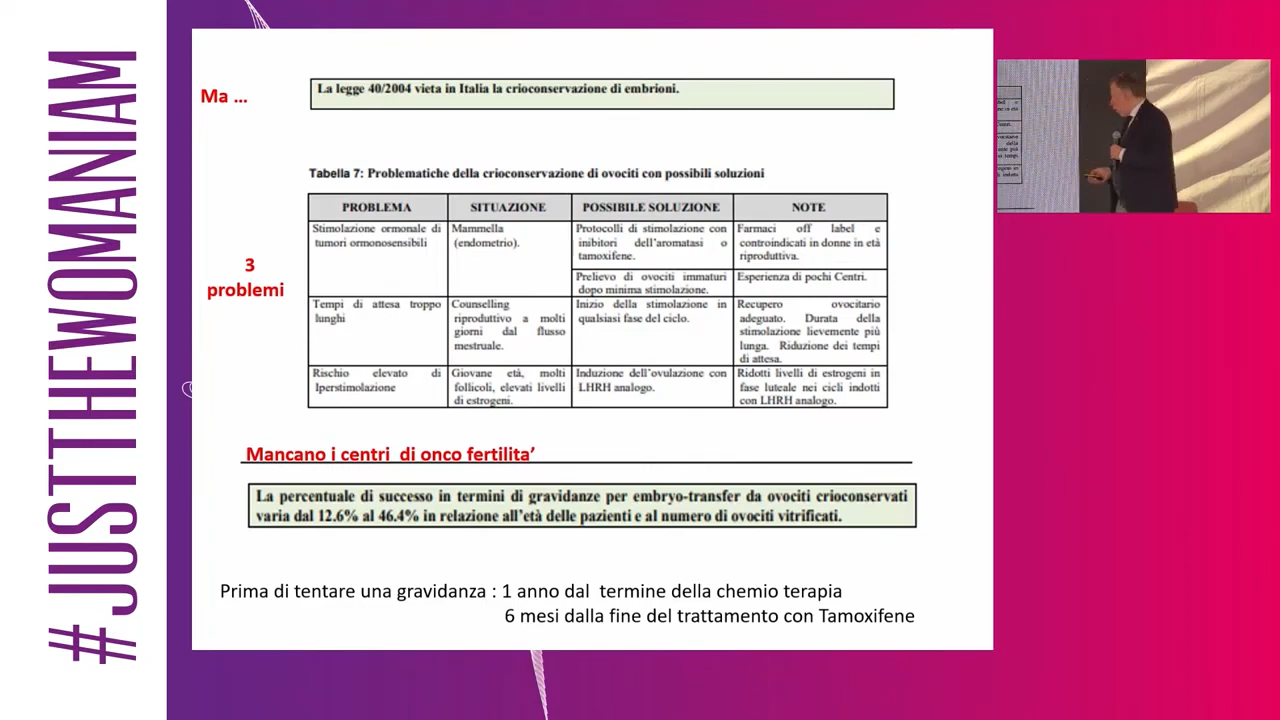 #JUSTTHEWOMANIAM
Ma ...
La legge 40/2004 vieta in Italia la crioconservazione di embrioni.
Tabella 7: Problematiche della crioconservazione di ovociti con possibili soluzioni
3
problemi
PROBLEMA SITUAZIONE POSSIBILE SOLUZIONE NOTE
Stimolazione ormonale di
tumori ormonosensibili
Mammella
(endometrio).
Protocolli di stimolazione con
inibitori dell'aromatasi o
tamoxifene.
Farmaci off label e
controindicati in donne in età
riproduttiva.
Prelievo di ovociti immaturi
dopo minima stimolazione.
Esperienza di pochi Centri.
Tempi di attesa troppo
lunghi
Counselling
riproduttivo a molti
giorni dal flusso
mestruale.
Inizio della stimolazione in
qualsiasi fase del ciclo.
Recupero ovocitario
adeguato. Durata della
stimolazione lievemente più
lunga. Riduzione dei tempi
di attesa.
Rischio elevato di
Iperstimolazione
Giovane età, molti
follicoli, elevati livelli
di estrogeni.
Induzione dell'ovulazione con
LHRH analogo.
Ridotti livelli di estrogeni in
fase luteale nei cicli indotti
con LHRH analogo.
Mancano i centri di onco fertilita'
La percentuale di successo in termini di gravidanze per embryo-transfer da ovociti crioconservati
varia dal 12.6% al 46.4% in relazione all'età delle pazienti e al numero di ovociti vitrificati.
Prima di tentare una gravidanza : 1 anno dal termine della chemio terapia
6 mesi dalla fine del trattamento con Tamoxifene